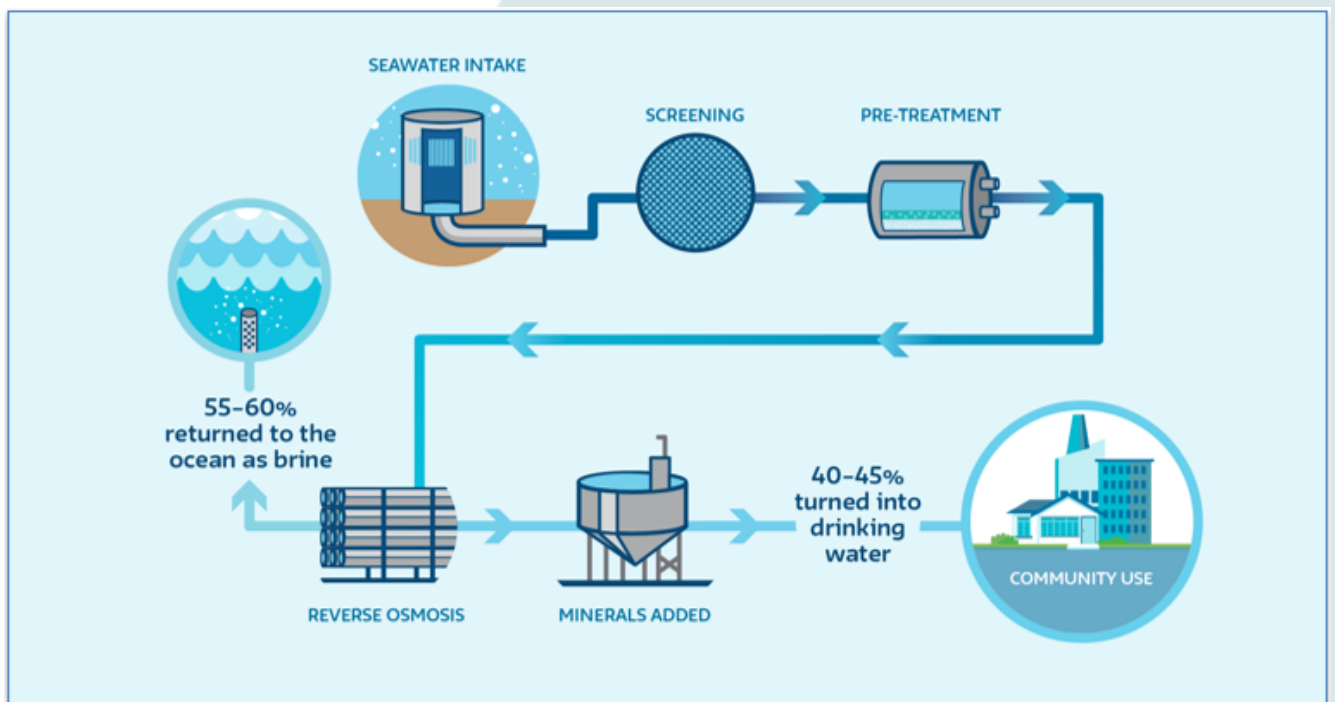 SEAWATER INTAKE
SCREENING
PRE-TREATMENT
55–60%
returned to the
ocean as brine
40–45%
turned into
drinking
water
COMMUNITY USE
REVERSE OSMOSIS
MINERALS ADDED